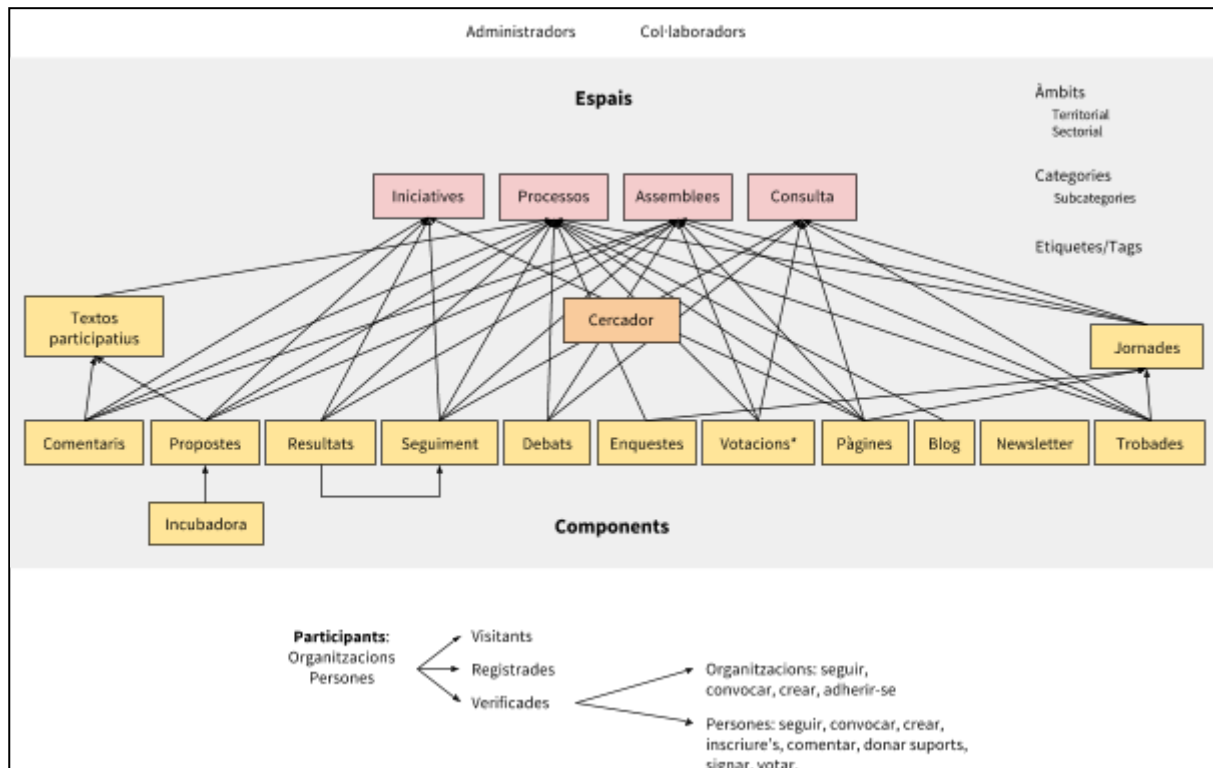 Administradors
Col·laboradors
Espais
Àmbits
Territorial
Sectorial
Categories
Subcategories
Etiquetes/Tags
Iniciatives
Processos
Assemblees
Consulta
Textos
participatius
Cercador
Jornades
Comentaris
Propostes
Resultats
Seguiment
Debats
Enquestes
Votacions*
Pàgines
Blog
Newsletter
Trobades
Incubadora
Components
Participants:
Organitzacions
Persones
Visitants
Registrades
Verificades
Organitzacions: seguir,
convocar, crear, adherir-se
Persones: seguir, convocar, crear,
inscriure's, comentar, donar suports,
signar, votar.